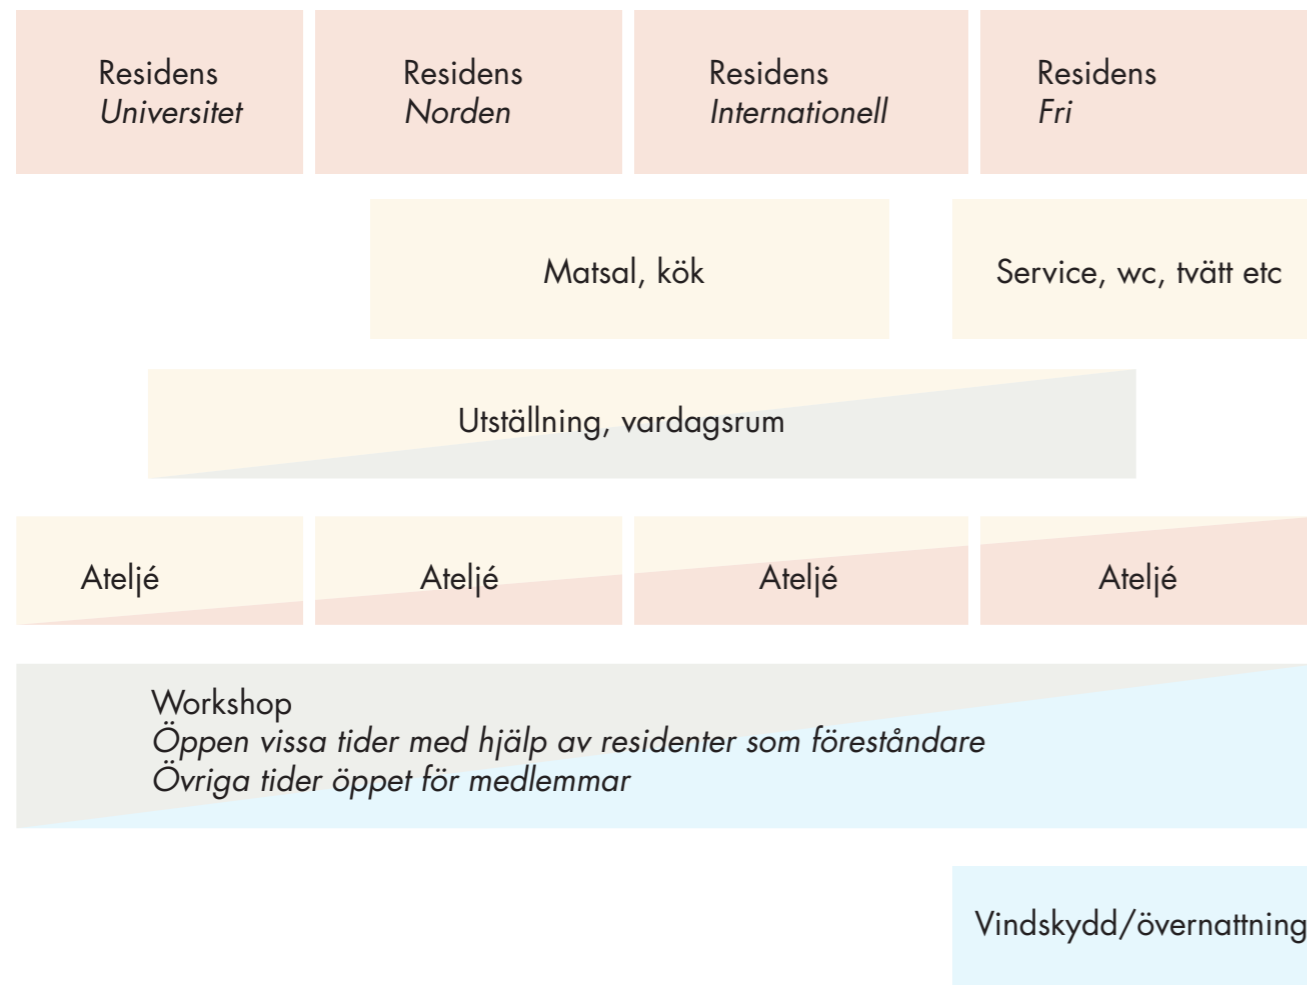 Residens
Universitet
Residens
Norden
Residens
Internationell
Residens
Fri
Matsal, kök
Service, wc, tvätt etc
Utställning, vardagsrum
Ateljé
Ateljé
Ateljé
Ateljé
Workshop
Öppen vissa tider med hjälp av residenter som föreståndare
Övriga tider öppet för medlemmar
Vindskydd/övernattning